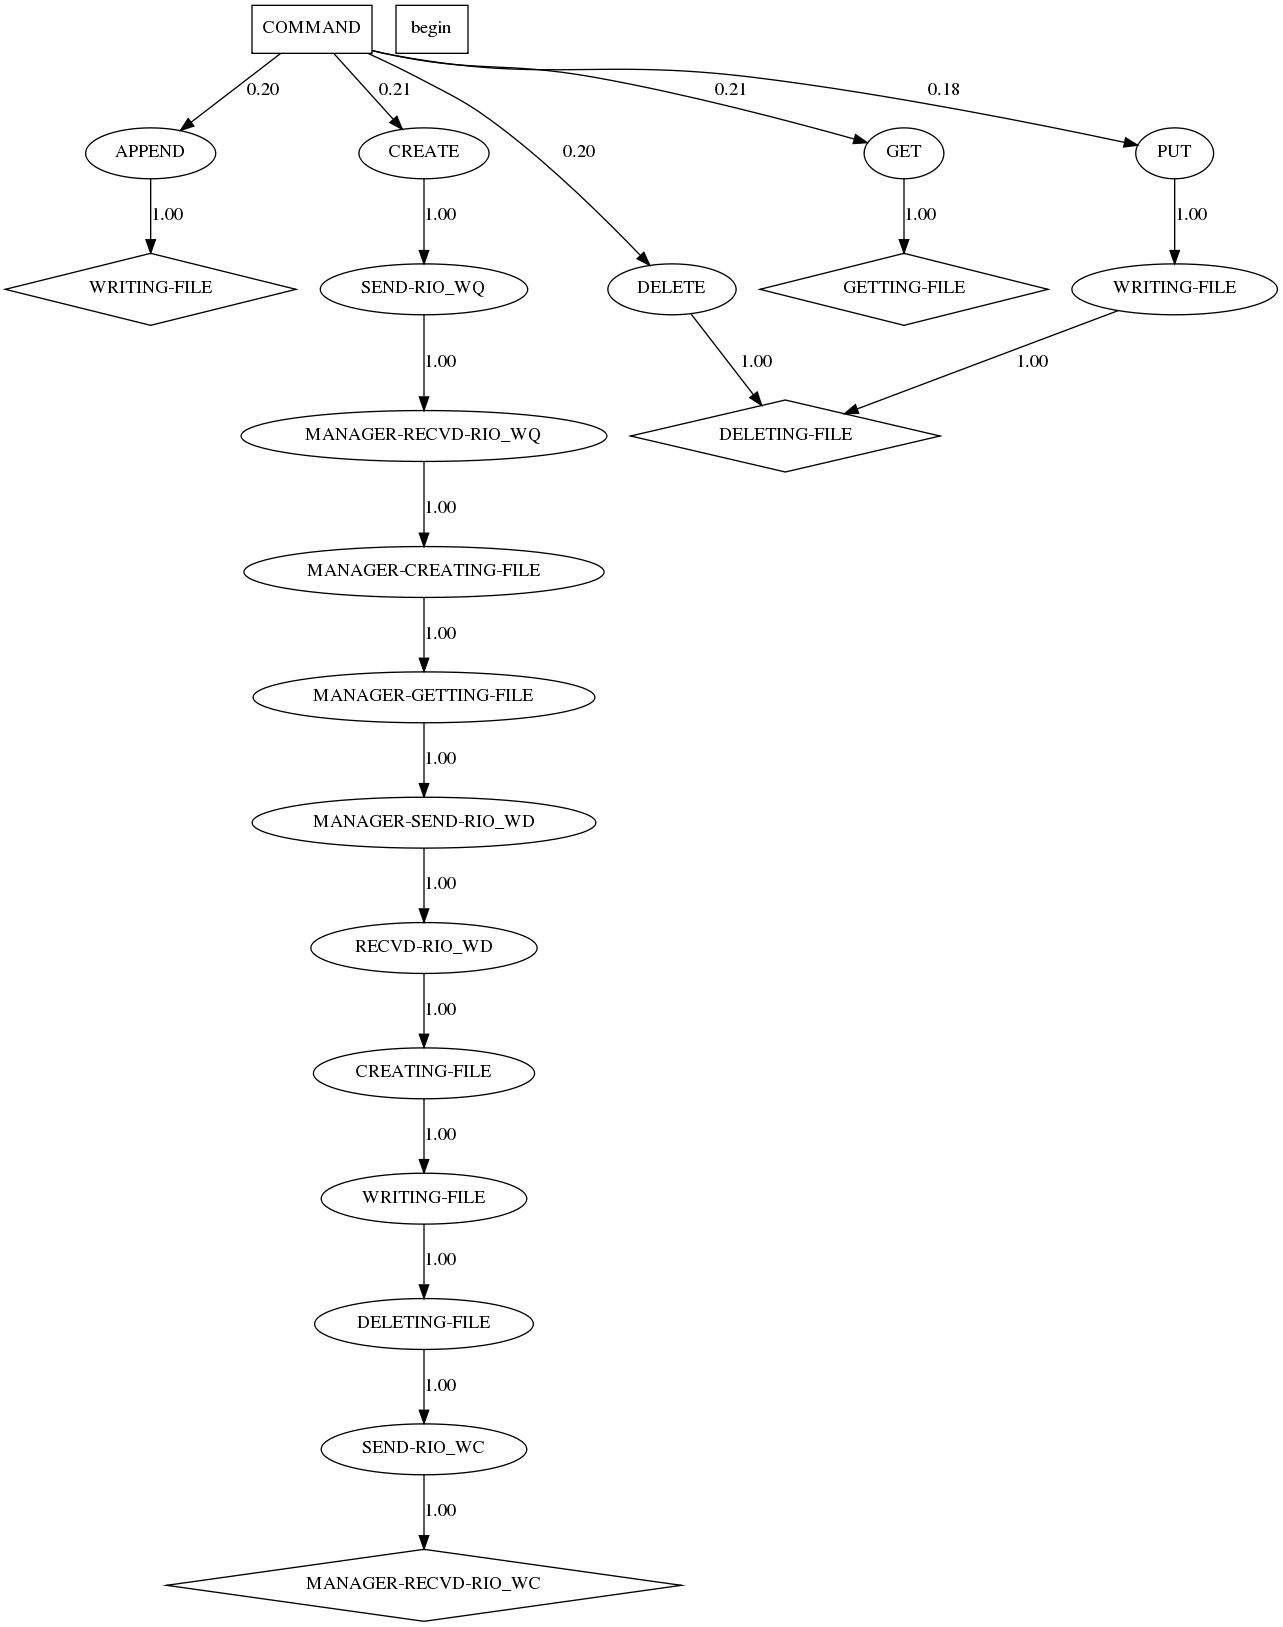 COMMAND
begin
0.20
0.21
0.21
0.18
0.20
APPEND
CREATE
GET
PUT
1.00
1.00
1.00
1.00
WRITING-FILE
SEND-RIO_WQ
DELETE
GETTING-FILE
WRITING-FILE
1.00
1.00
1.00
MANAGER-RECVD-RIO_WQ
DELETING-FILE
1.00
MANAGER-CREATING-FILE
1.00
MANAGER-GETTING-FILE
1.00
MANAGER-SEND-RIO_WD
1.00
RECVD-RIO_WD
1.00
CREATING-FILE
1.00
WRITING-FILE
1.00
DELETING-FILE
1.00
SEND-RIO_WC
1.00
MANAGER-RECVD-RIO_WC